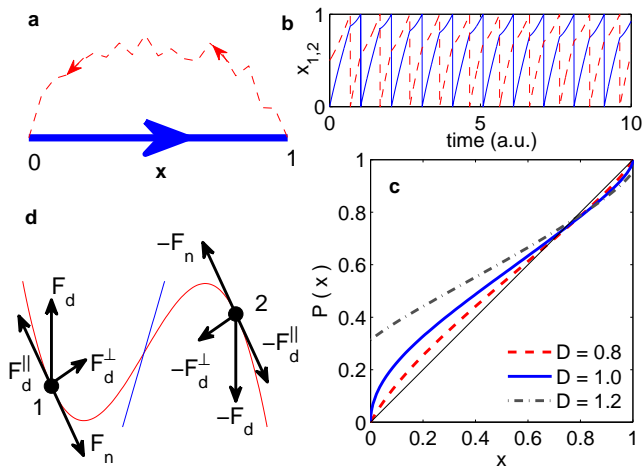 a
0
1
x
b
x1,2
1
0
0
5
10
time (a.u.)
c
P ( x )
1
0.8
0.6
0.4
0.2
0
0
0.2
0.4
0.6
0.8
1
x
D = 0.8
D = 1.0
D = 1.2
d
Fd
Fd||
Fd⊥
1
Fn
−Fn
2
−Fd⊥
−Fd||
−Fd